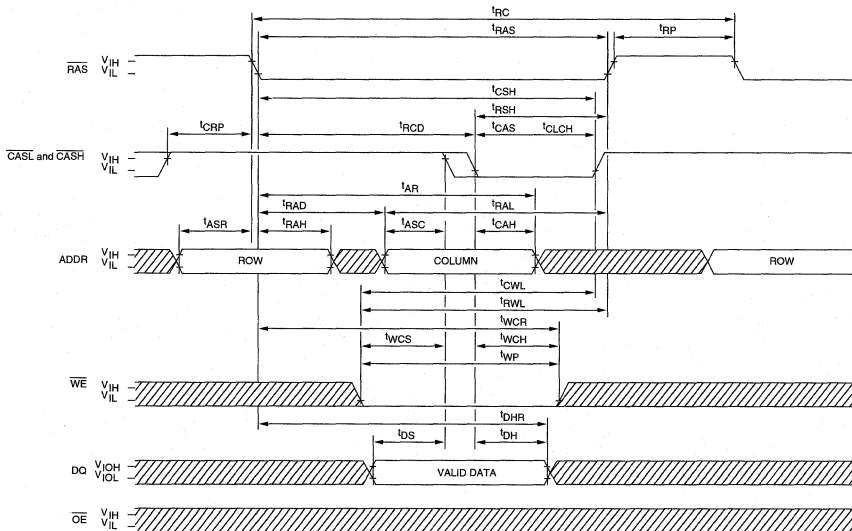 tRC
tRAS tRP
RAS VIH VIL
tCSH
tRSH
tCRP tRCD tCAS tCLCH
CASL and CASH VIH VIL
tAR
tRAD tRAL
tASR tRAH tASC tCAH
ADDR VIH VIL ROW COLUMN ROW
tCWL
tRWL
tWCR
tWCS tWCH
tWP
WE VIH VIL
tDHR
tDS tDH
DQ VIOH VIOL VALID DATA
OE VIH VIL